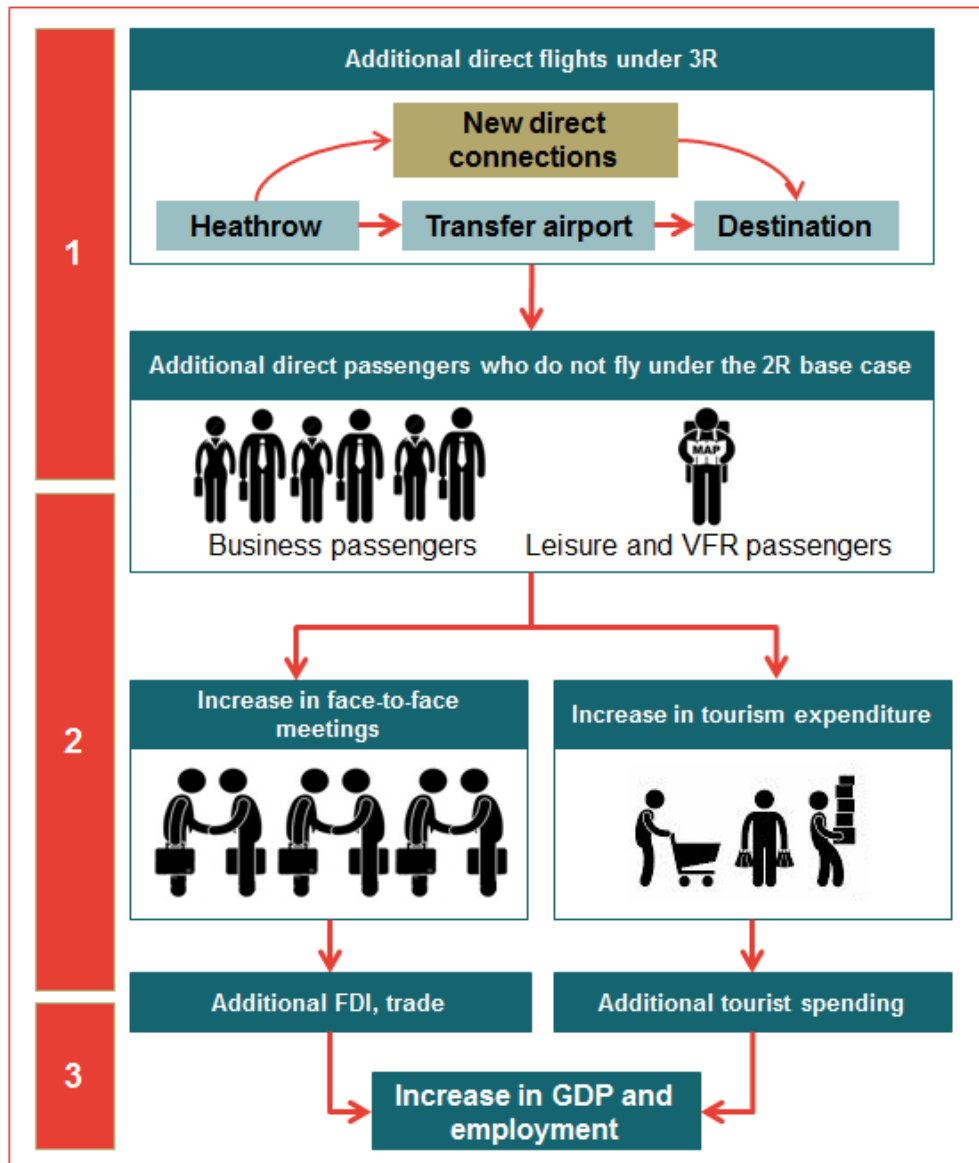 1
Additional direct flights under 3R
New direct
connections
Heathrow
Transfer airport
Destination
Additional direct passengers who do not fly under the 2R base case
MAP
Business passengers
Leisure and VFR passengers
2
Increase in face-to-face
meetings
Increase in tourism expenditure
Additional FDI, trade
Additional tourist spending
3
Increase in GDP and
employment